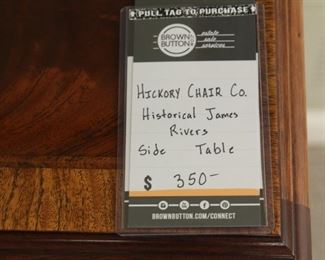 PULL TAG TO PURCHASE
BROWN BUTTON
estate
sale
services
Hickory Chair Co.
Historical James
Rivers
Side Table
$ 350-
BROWNBUTTON.COM/CONNECT